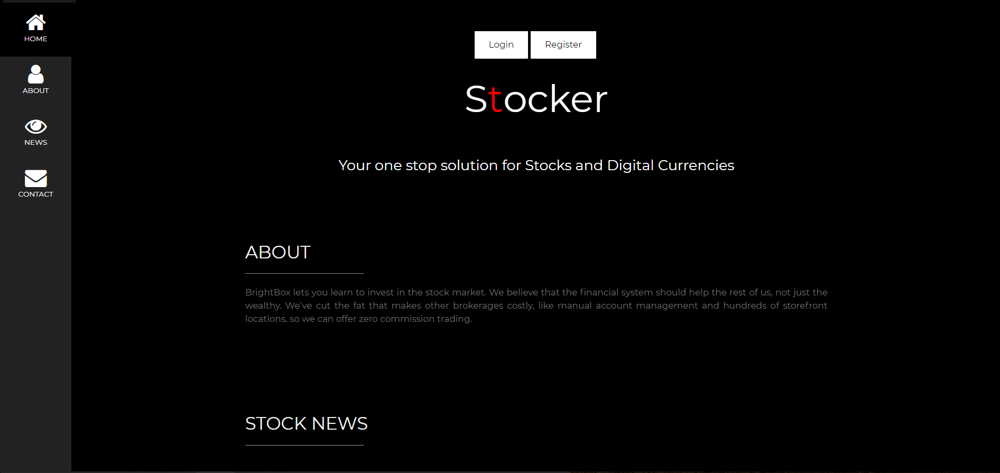 HOME
ABOUT
NEWS
CONTACT
Login
Register
Stocker
Your one stop solution for Stocks and Digital Currencies
ABOUT
BrightBox lets you learn to invest in the stock market. We believe that the financial system should help the rest of us, not just the
wealthy. We’ve cut the fat that makes other brokerages costly, like manual account management and hundreds of storefront
locations, so we can offer zero commission trading.
STOCK NEWS